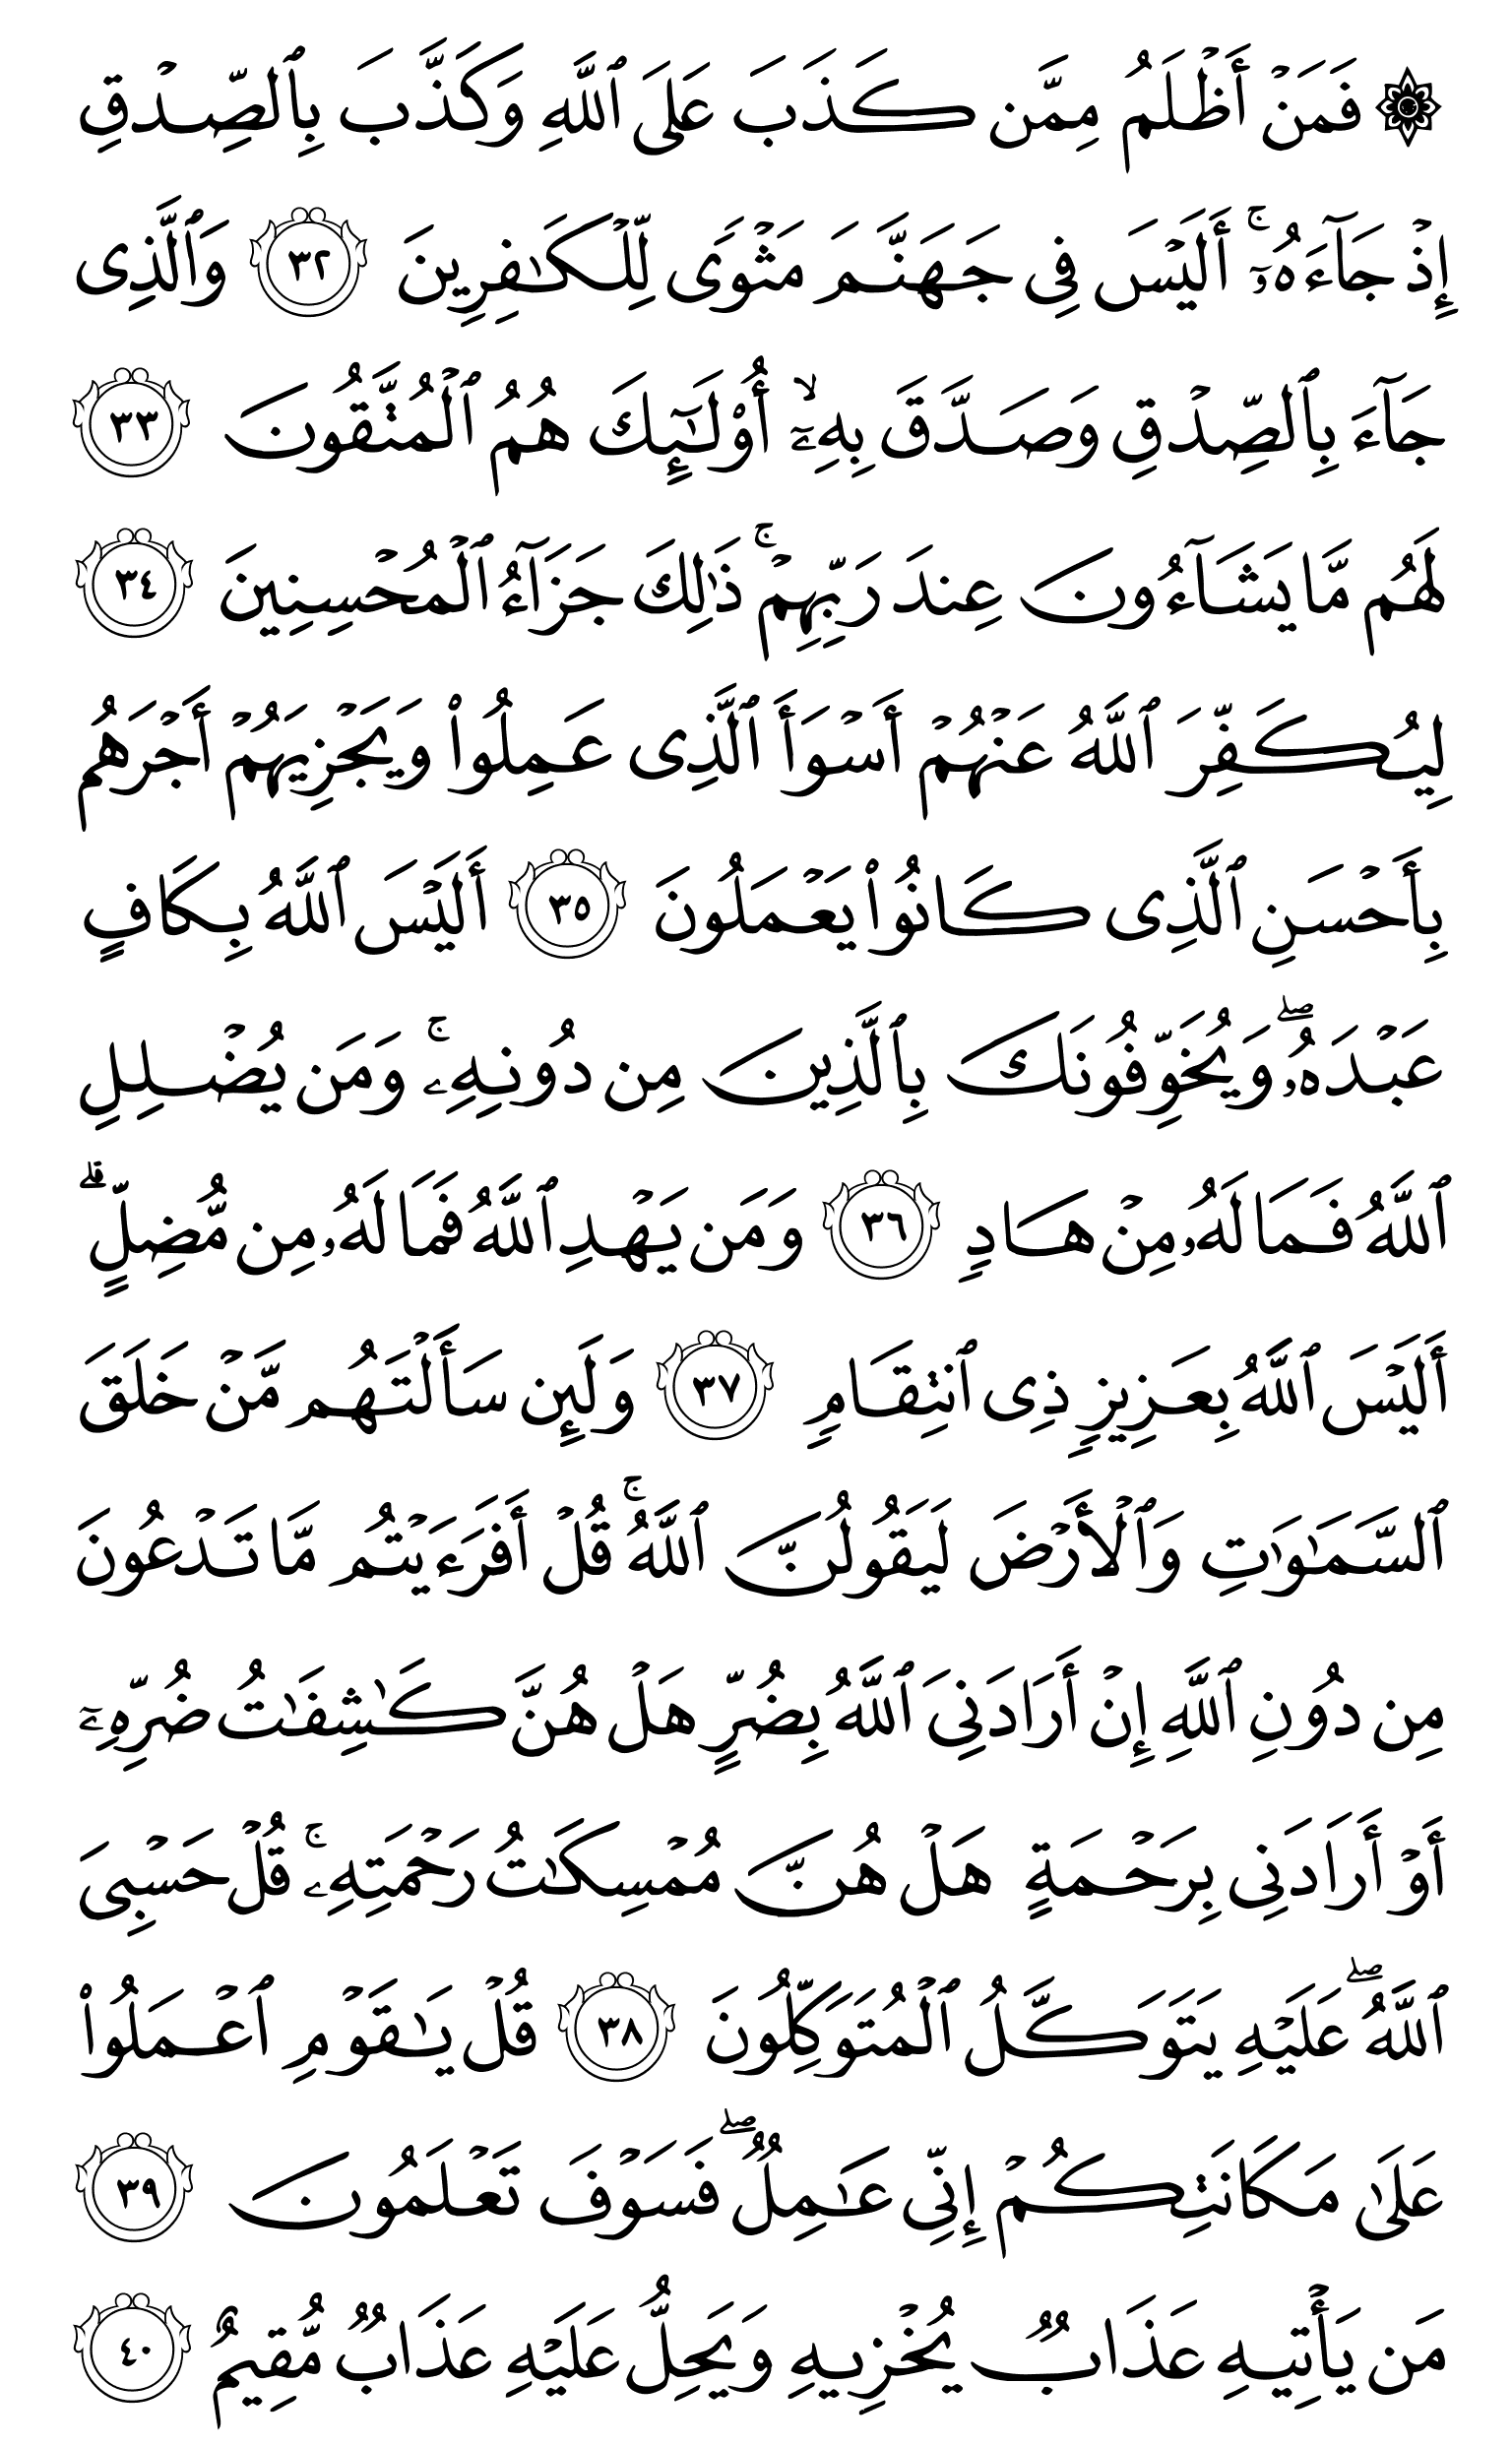 ۞ فَمَنۡ أَظۡلَمُ مِمَّن كَذَبَ عَلَى ٱللَّهِ وَكَذَّبَ بِٱلصِّدۡقِ
إِذۡ جَآءَهُۥٓۚ أَلَيۡسَ فِى جَهَنَّمَ مَثۡوًى لِّلۡكَـٰفِرِينَ ٣٢ وَٱلَّذِى
جَآءَ بِٱلصِّدۡقِ وَصَدَّقَ بِهِۦٓۙ أُوْلَـٰٓئِكَ هُمُ ٱلۡمُتَّقُونَ ٣٣
لَهُم مَّا يَشَآءُونَ عِندَ رَبِّهِمۡۚ ذَٰلِكَ جَزَآءُ ٱلۡمُحۡسِنِينَ ٣٤
لِيُكَفِّرَ ٱللَّهُ عَنۡهُمۡ أَسۡوَأَ ٱلَّذِى عَمِلُواْ وَيَجۡزِيَهُمۡ أَجۡرَهُم
بِأَحۡسَنِ ٱلَّذِى كَانُواْ يَعۡمَلُونَ ٣٥ أَلَيۡسَ ٱللَّهُ بِكَافٍ
عَبۡدَهُۥۖ وَيُخَوِّفُونَكَ بِٱلَّذِينَ مِن دُونِهِۦۚ وَمَن يُضۡلِلِ
ٱللَّهُ فَمَا لَهُۥ مِنۡ هَادٍ ٣٦ وَمَن يَهۡدِ ٱللَّهُ فَمَا لَهُۥ مِن مُّضِلٍّۗ
أَلَيۡسَ ٱللَّهُ بِعَزِيزٍ ذِى ٱنتِقَامٍ ٣٧ وَلَئِن سَأَلۡتَهُم مَّنۡ خَلَقَ
ٱلسَّمَـٰوَٰتِ وَٱلۡأَرۡضَ لَيَقُولُنَّ ٱللَّهُۚ قُلۡ أَفَرَءَيۡتُم مَّا تَدۡعُونَ
مِن دُونِ ٱللَّهِ إِنۡ أَرَادَنِىَ ٱللَّهُ بِضُرٍّ هَلۡ هُنَّ كَـٰشِفَـٰتُ ضُرِّهِۦٓ
أَوۡ أَرَادَنِى بِرَحۡمَةٍ هَلۡ هُنَّ مُمۡسِكَـٰتُ رَحۡمَتِهِۦۚ قُلۡ حَسۡبِىَ
ٱللَّهُۖ عَلَيۡهِ يَتَوَكَّلُ ٱلۡمُتَوَكِّلُونَ ٣٨ قُلۡ يَـٰقَوۡمِ ٱعۡمَلُواْ
عَلَىٰ مَكَانَتِكُمۡ إِنِّى عَـٰمِلٌۖ فَسَوۡفَ تَعۡلَمُونَ ٣٩
مَن يَأۡتِيهِ عَذَابٌ يُخۡزِيهِ وَيَحِلُّ عَلَيۡهِ عَذَابٌ مُّقِيمٌ ٤٠